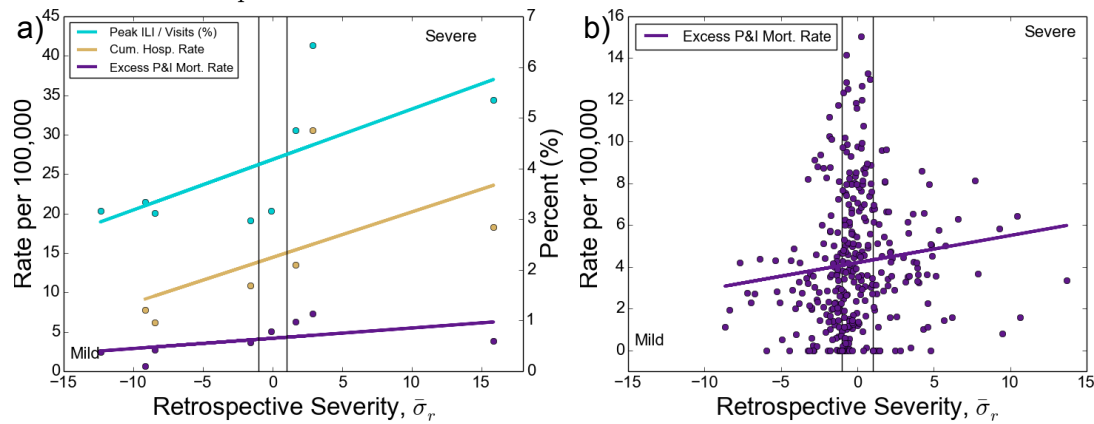 a)
Peak ILI / Visits (%)
Cum. Hosp. Rate
Excess P&I Mort. Rate
Severe
Mild
Rate per 100,000
45
40
35
30
25
20
15
10
5
0
Percent (%)
7
6
5
4
3
2
1
0
−15 −10 −5 0 5 10 15
Retrospective Severity, σ̄r
b)
Excess P&I Mort. Rate
Severe
Mild
Rate per 100,000
16
14
12
10
8
6
4
2
0
−15 −10 −5 0 5 10 15
Retrospective Severity, σ̄r